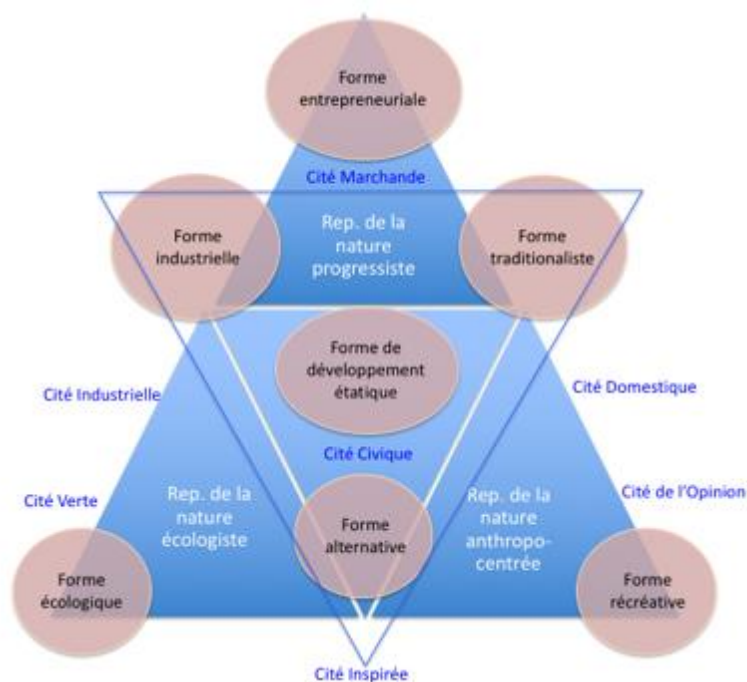 Forme
entrepreneuriale
Cité Marchande
Forme
industrielle
Rep. de la
nature
progressiste
Forme
traditionaliste
Forme de
développement
étatique
Cité Industrielle
Cité Domestique
Cité Civique
Cité Verte
Rep. de la
nature
écologiste
Forme
alternative
Rep. de la
nature
anthropo-
centrée
Cité de l'Opinion
Forme
écologique
Forme
récréative
Cité Inspirée